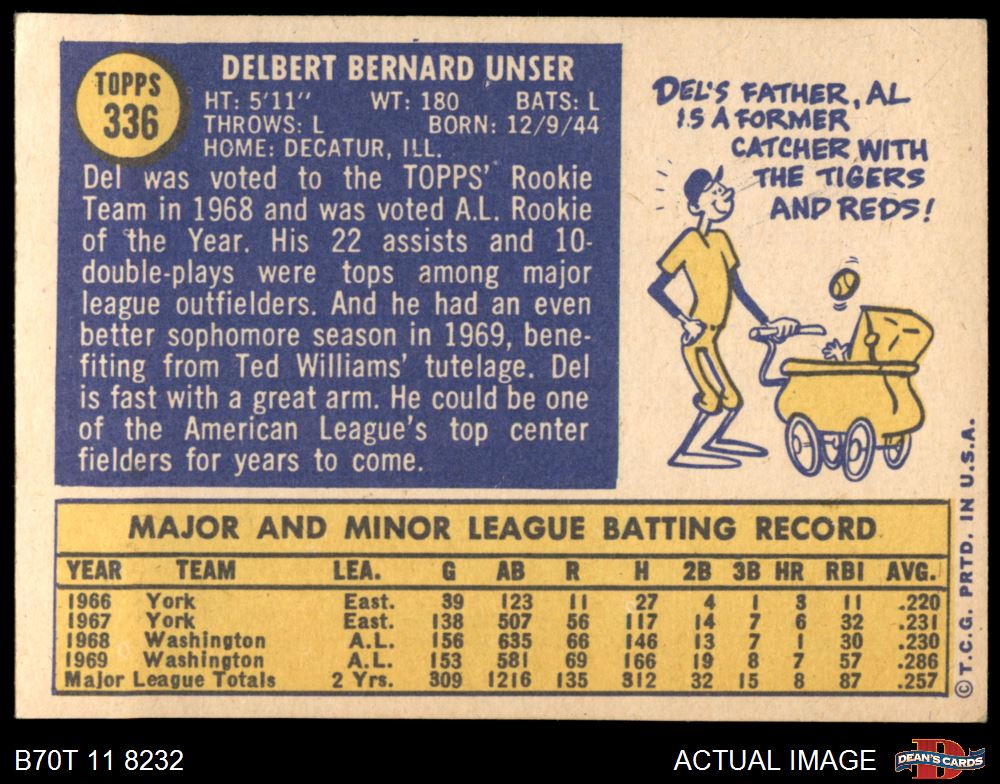 TOPPS
336
DELBERT BERNARD UNSER
HT: 5'11" WT: 180 BATS: L
THROWS: L BORN: 12/9/44
HOME: DECATUR, ILL.
Del was voted to the TOPPS' Rookie
Team in 1968 and was voted A.L. Rookie
of the Year. His 22 assists and 10-
double-plays were tops among major
league outfielders. And he had an even
better sophomore season in 1969, bene-
fiting from Ted Williams' tutelage. Del
is fast with a great arm. He could be one
of the American League's top center
fielders for years to come.
DEL'S FATHER, AL
IS A FORMER
CATCHER WITH
THE TIGERS
AND REDS!
MAJOR AND MINOR LEAGUE BATTING RECORD
YEAR TEAM LEA. G AB R H 2B 3B HR RBI AVG.
1966 York East. 39 123 11 27 4 1 3 11 .220
1967 York East. 138 507 56 117 14 7 6 32 .231
1968 Washington A.L. 156 635 66 146 13 7 1 30 .230
1969 Washington A.L. 153 581 69 166 19 8 7 57 .286
Major League Totals 2 Yrs. 309 1216 135 312 32 15 8 87 .257
© T.C.G. PRTD. IN U.S.A.
B70T 11 8232 ACTUAL IMAGE
D
DEAN'S CARDS